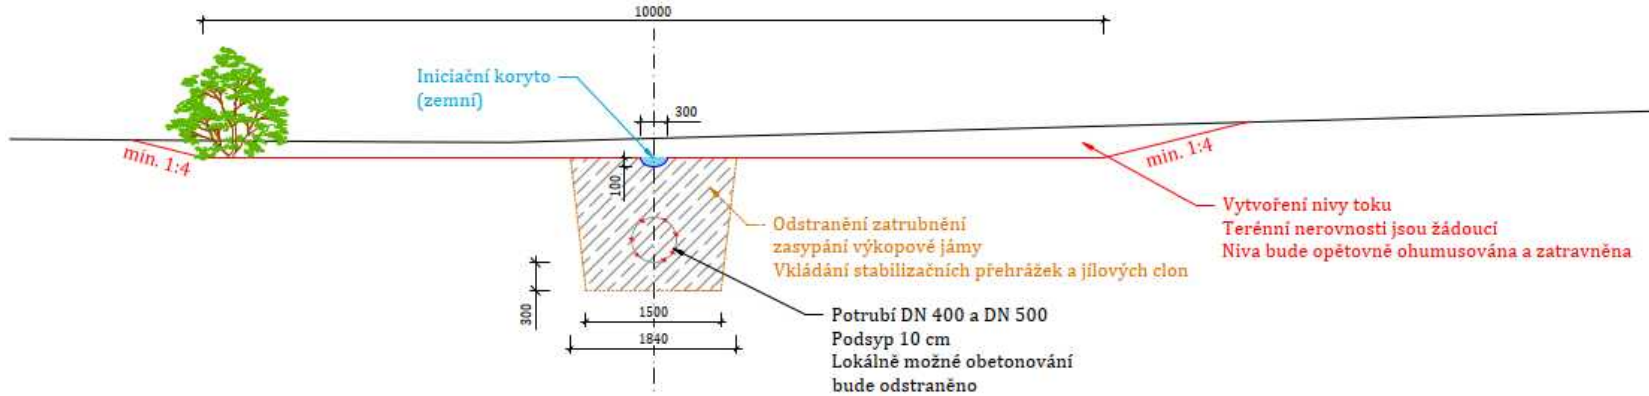 10000
Iniciační koryto
(zemní)
300
min. 1:4
min. 1:4
100
Vytvoření nivy toku
Terénní nerovnosti jsou žádoucí
Niva bude opětovně ohumusována a zatravněna
Odstranění zatrubnění
zasypání výkopové jámy
Vkládání stabilizačních přehrážek a jílových clon
300
1500
1840
Potrubí DN 400 a DN 500
Podsyp 10 cm
Lokálně možné obetonování
bude odstraněno